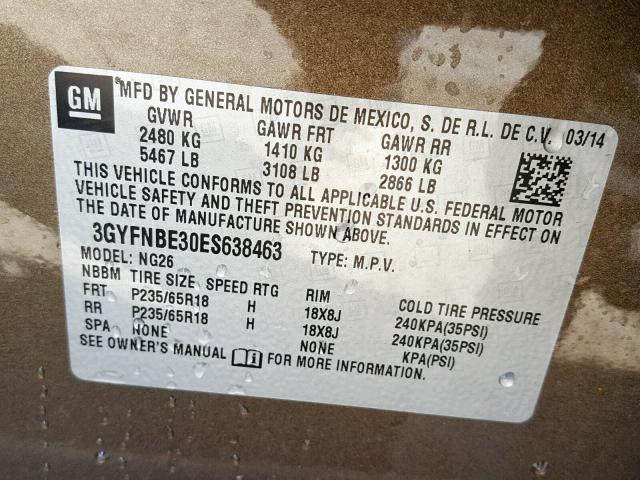 GM
MFD BY GENERAL MOTORS DE MEXICO, S. DE R.L. DE C.V. 03/14
GVWR GAWR FRT GAWR RR
2480 KG 1410 KG 1300 KG
5467 LB 3108 LB 2866 LB
THIS VEHICLE CONFORMS TO ALL APPLICABLE U.S. FEDERAL MOTOR
VEHICLE SAFETY AND THEFT PREVENTION STANDARDS IN EFFECT ON
THE DATE OF MANUFACTURE SHOWN ABOVE.
3GYFNBE30ES638463 TYPE: M.P.V.
MODEL: NG26
NBBM TIRE SIZE, SPEED RTG RIM COLD TIRE PRESSURE
FRT P235/65R18 H 18X8J 240KPA(35PSI)
RR P235/65R18 H 18X8J 240KPA(35PSI)
SPA NONE NONE KPA(PSI)
SEE OWNER'S MANUAL FOR MORE INFORMATION.